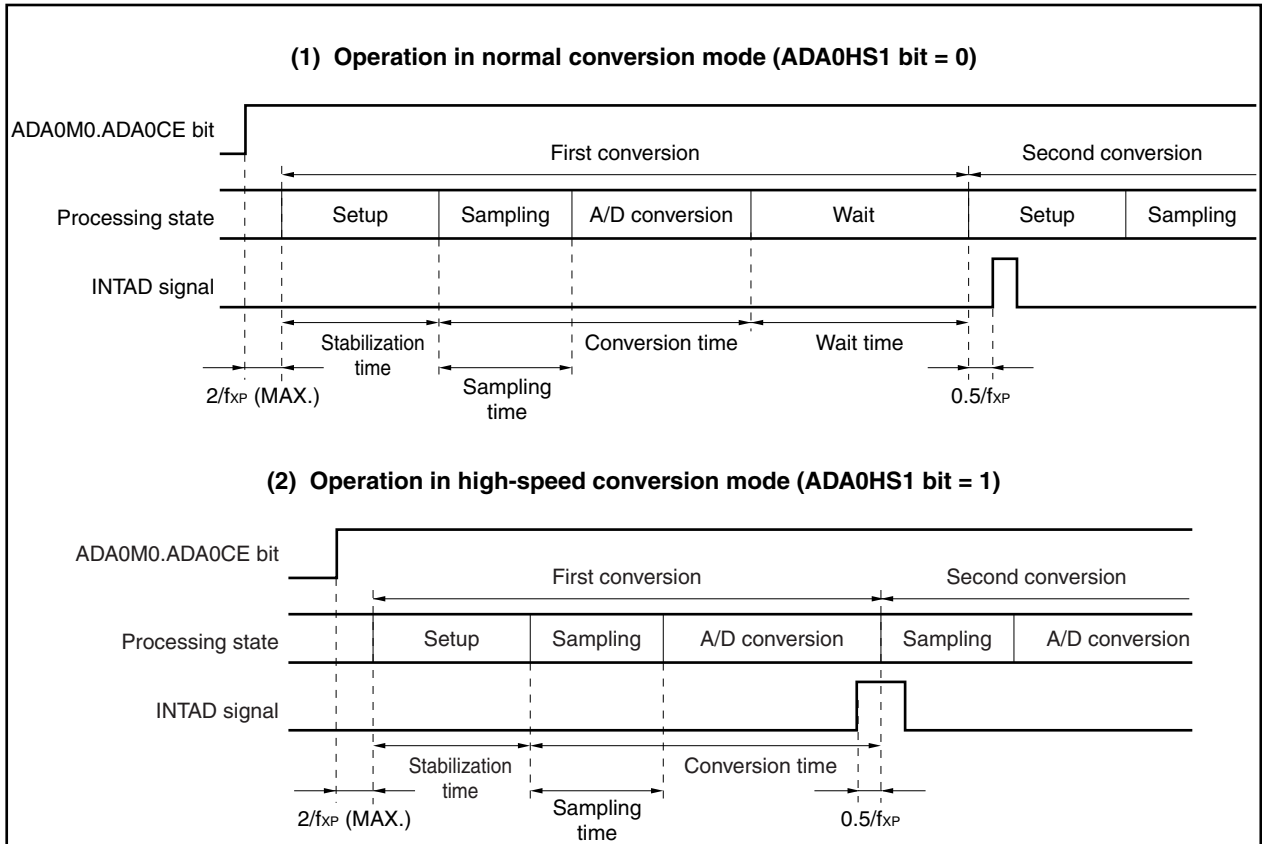 (1) Operation in normal conversion mode (ADA0HS1 bit = 0)
ADA0M0.ADA0CE bit
First conversion
Second conversion
Processing state
Setup
Sampling
A/D conversion
Wait
Setup
Sampling
INTAD signal
Stabilization
time
Conversion time
Wait time
2/fXP (MAX.)
Sampling
time
0.5/fXP
(2) Operation in high-speed conversion mode (ADA0HS1 bit = 1)
ADA0M0.ADA0CE bit
First conversion
Second conversion
Processing state
Setup
Sampling
A/D conversion
Sampling
A/D conversion
INTAD signal
Stabilization
time
Conversion time
2/fXP (MAX.)
Sampling
time
0.5/fXP